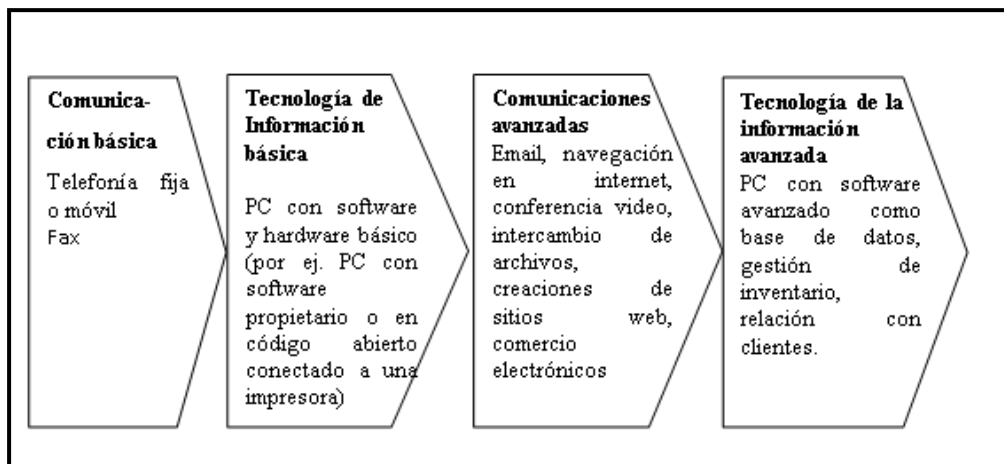 Comunica-
ción básica
Telefonía fija
o móvil
Fax
Tecnología de
Información
básica
PC con software
y hardware básico
(por ej. PC con
software
propietario o en
código abierto
conectado a una
impresora)
Comunicaciones
avanzadas
Email, navegación
en internet,
conferencia video,
intercambio de
archivos,
creaciones de
sitios web,
comercio
electrónicos
Tecnología de la
información
avanzada
PC con software
avanzado como
base de datos,
gestión de
inventario,
relación con
clientes.